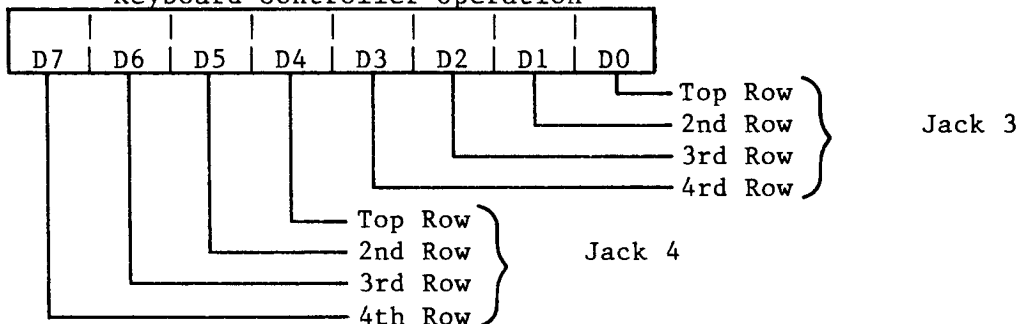 Keyboard Controller Operation
D7 D6 D5 D4 D3 D2 D1 D0
Top Row
2nd Row
Jack 3
3rd Row
4rd Row
Top Row
2nd Row
Jack 4
3rd Row
4th Row